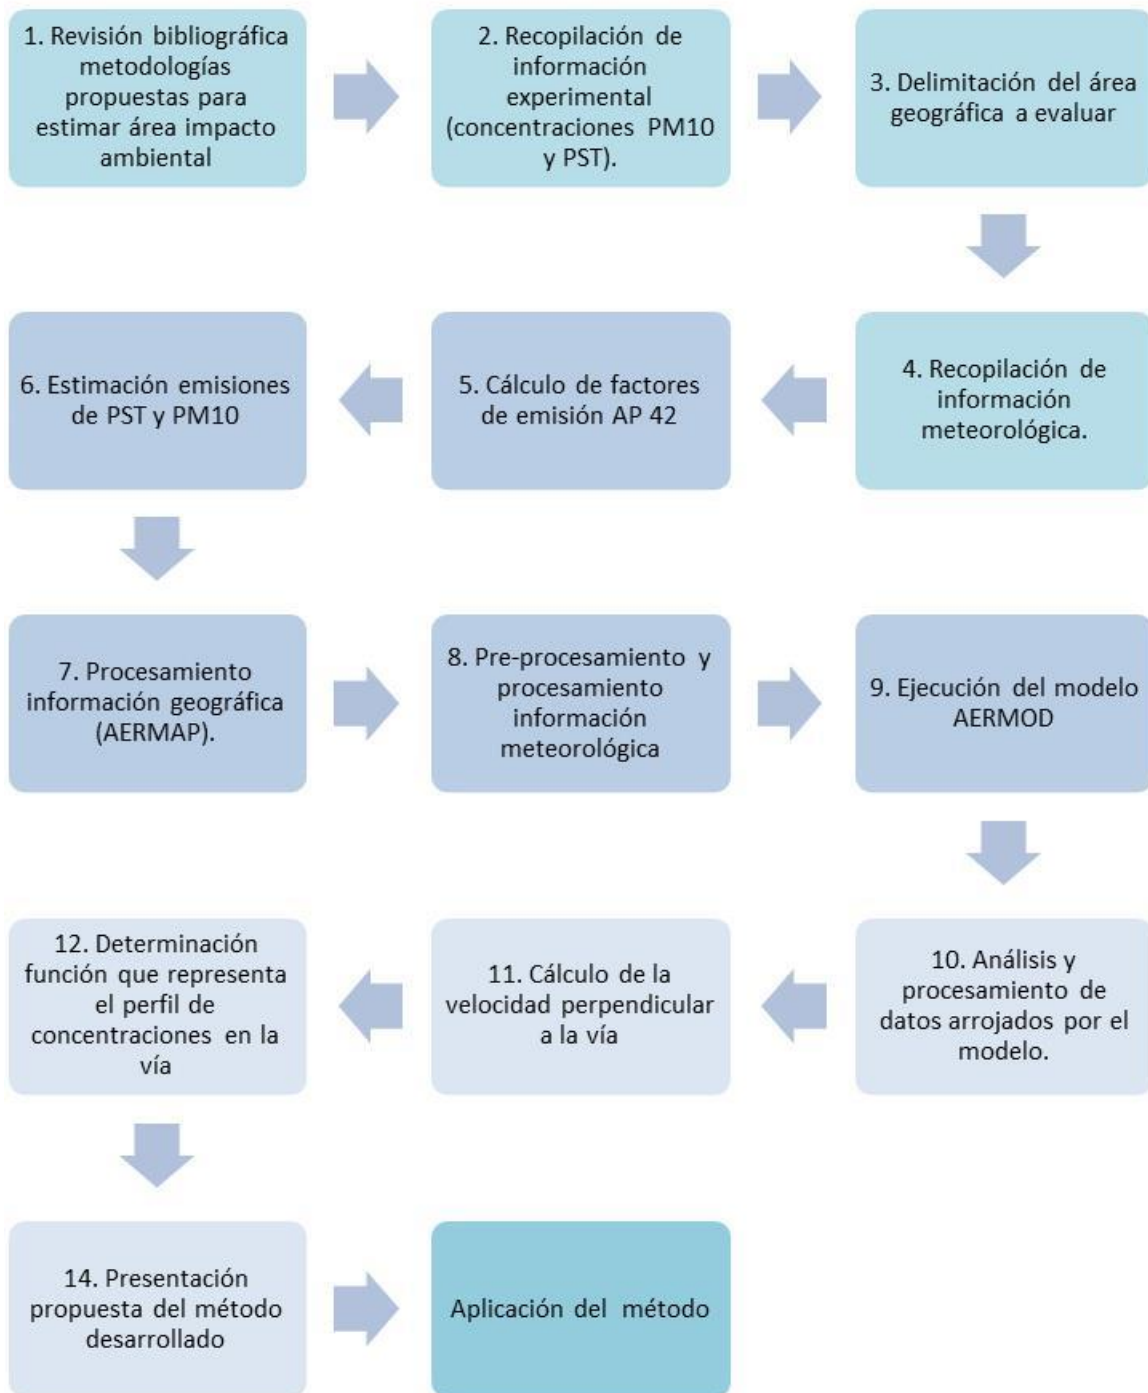 1. Revisión bibliográfica
metodologías
propuestas para
estimar área impacto
ambiental
2. Recopilación de
información
experimental
(concentraciones PM10
y PST).
3. Delimitación del área
geográfica a evaluar
4. Recopilación de
información
meteorológica.
5. Cálculo de factores
de emisión AP 42
6. Estimación emisiones
de PST y PM10
7. Procesamiento
información geográfica
(AERMAP).
8. Pre-procesamiento y
procesamiento
información
meteorológica
9. Ejecución del modelo
AERMOD
10. Análisis y
procesamiento de
datos arrojados por el
modelo.
11. Cálculo de la
velocidad perpendicular
a la vía
12. Determinación
función que representa
el perfil de
concentraciones en la
vía
14. Presentación
propuesta del método
desarrollado
Aplicación del método